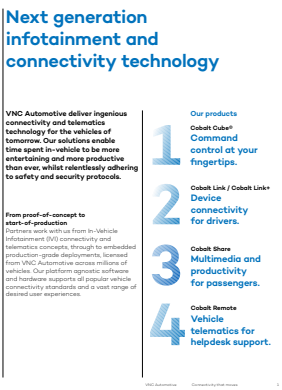 Next generation
infotainment and
connectivity technology
VNC Automotive deliver ingenious
connectivity and telematics
technology for the vehicles of
tomorrow. Our solutions enable
time spent in-vehicle to be more
entertaining and more productive
than ever, whilst relentlessly adhering
to safety and security protocols.
From proof-of-concept to
start-of-production
Partners work with us from In-Vehicle
Infotainment (IVI) connectivity and
telematics concepts, through to embedded
production-grade deployments, licensed
from VNC Automotive across millions of
vehicles. Our platform agnostic software
and hardware supports all popular vehicle
connectivity standards and a vast range of
desired user experiences.
Our products
1
Cobalt Cube®
Command
control at your
fingertips.
2
Cobalt Link / Cobalt Link+
Device
connectivity
for drivers.
3
Cobalt Share
Multimedia and
productivity
for passengers.
4
Cobalt Remote
Vehicle
telematics for
helpdesk support.
VNC Automotive Connectivity that moves